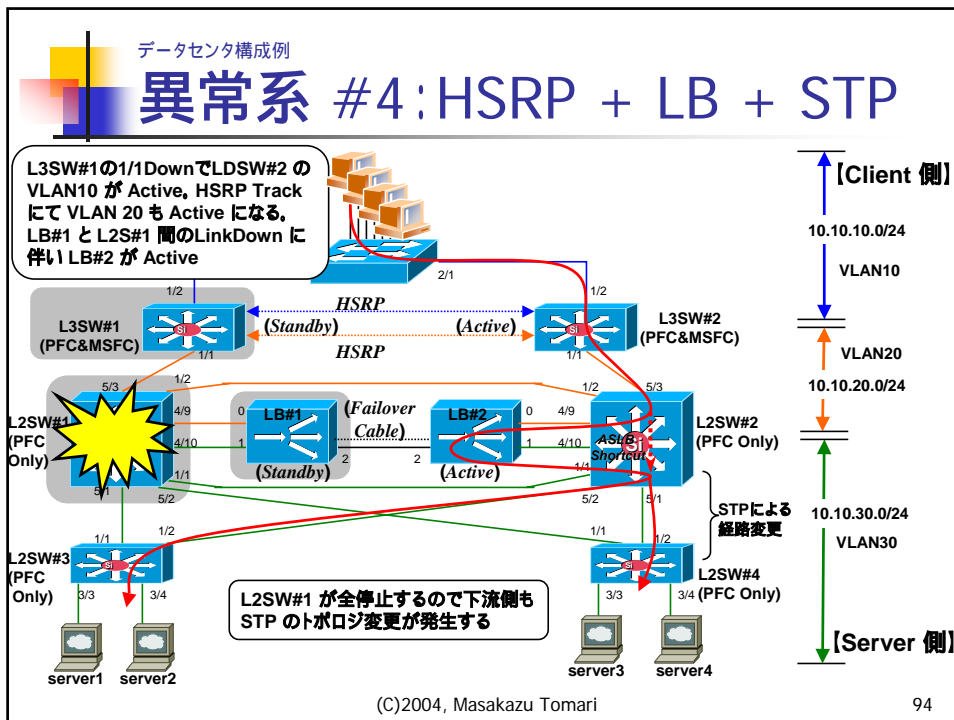 データセンタ構成例
異常系 #4:HSRP + LB + STP
L3SW#1の1/1DownでLDSW#2 の
VLAN10 が Active。HSRP Track
にて VLAN 20 も Active になる。
LB#1 と L2S#1 間のLinkDown に
伴い LB#2 が Active
【Client 側】
10.10.10.0/24
VLAN10
2/1
1/2
HSRP
1/2
L3SW#1
(PFC&MSFC)
(Standby)
(Active)
L3SW#2
(PFC&MSFC)
Si
Si
1/1
HSRP
1/1
VLAN20
10.10.20.0/24
5/3
1/2
1/2
5/3
L2SW#1
(PFC
Only)
4/9
0
LB#1
(Failover
Cable)
LB#2
0
4/9
L2SW#2
(PFC Only)
4/10
1
2
2
1
4/10
ASLB
Shortcut
Si
(Standby)
(Active)
1/1
1/1
5/1
5/2
5/2
5/1
STPによる
経路変更
10.10.30.0/24
VLAN30
1/1
1/2
1/1
1/2
L2SW#3
(PFC
Only)
Si
Si
L2SW#4
(PFC Only)
3/3
3/4
3/3
3/4
L2SW#1 が全停止するので下流側も
STP のトポロジ変更が発生する
server1
server2
server3
server4
【Server 側】
(C)2004, Masakazu Tomari
94